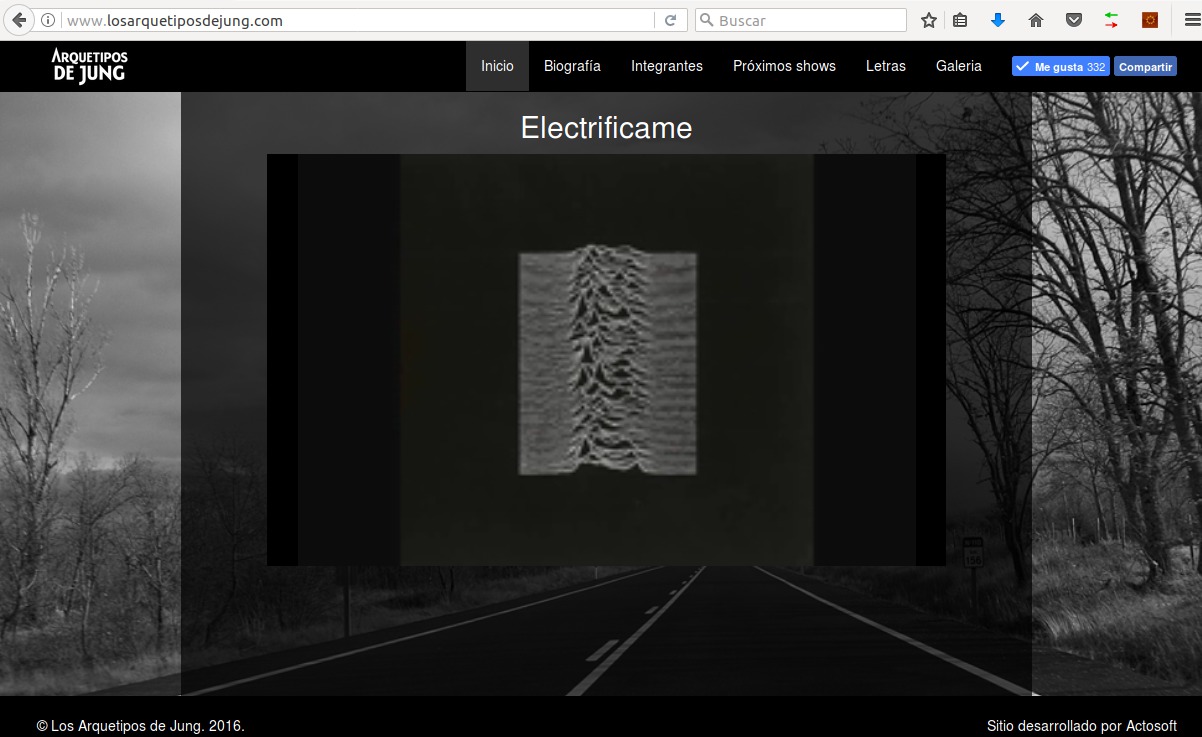 www.losarquetiposdejung.com
Buscar
ARQUETIPOS
DE JUNG
Inicio
Biografía
Integrantes
Próximos shows
Letras
Galeria
Me gusta 332
Compartir
Electrificame
© Los Arquetipos de Jung. 2016.
Sitio desarrollado por Actosoft